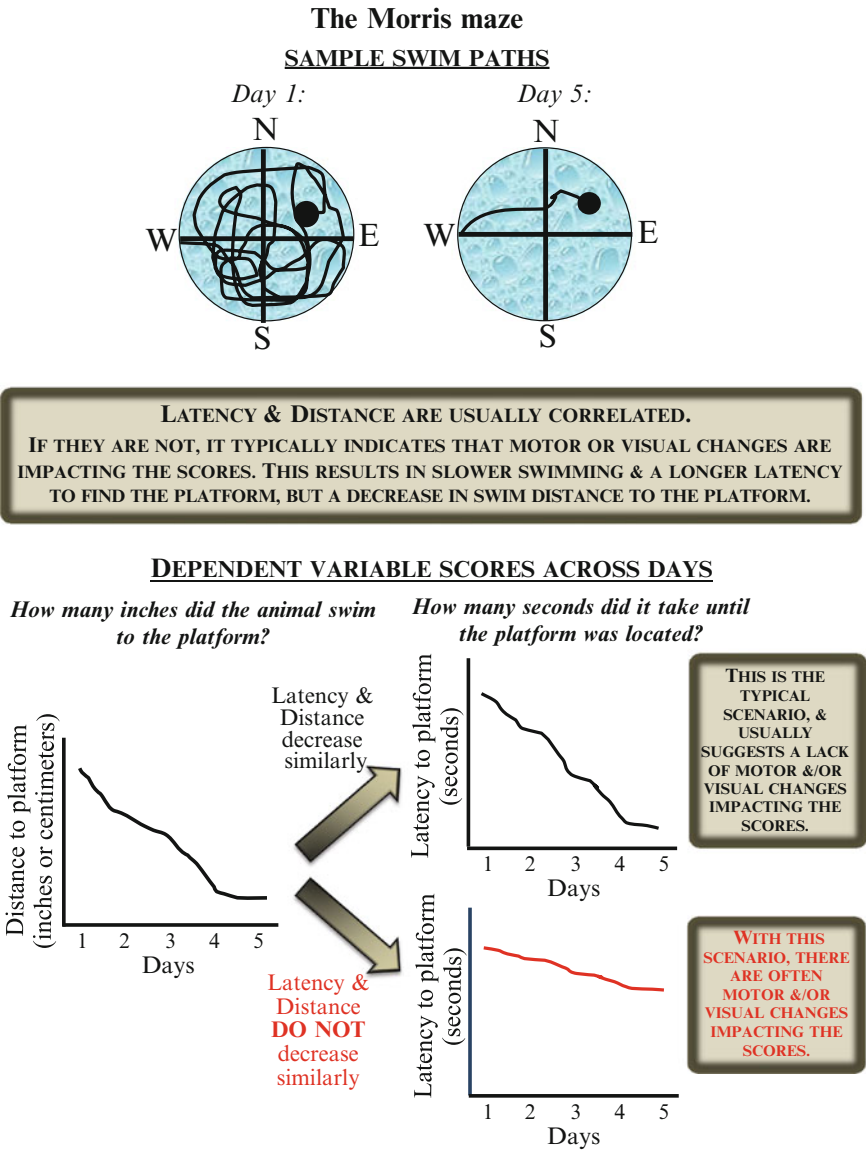 The Morris maze
SAMPLE SWIM PATHS
Day 1:
Day 5:
N
N
W
E
W
E
S
S
LATENCY & DISTANCE ARE USUALLY CORRELATED.
IF THEY ARE NOT, IT TYPICALLY INDICATES THAT MOTOR OR VISUAL CHANGES ARE
IMPACTING THE SCORES. THIS RESULTS IN SLOWER SWIMMING & A LONGER LATENCY
TO FIND THE PLATFORM, BUT A DECREASE IN SWIM DISTANCE TO THE PLATFORM.
DEPENDENT VARIABLE SCORES ACROSS DAYS
How many inches did the animal swim
to the platform?
How many seconds did it take until
the platform was located?
Distance to platform
(inches or centimeters)
1 2 3 4 5
Days
Latency &
Distance
decrease
similarly
Latency to platform
(seconds)
1 2 3 4 5
Days
THIS IS THE
TYPICAL
SCENARIO, &
USUALLY
SUGGESTS A LACK
OF MOTOR &/OR
VISUAL CHANGES
IMPACTING THE
SCORES.
Latency &
Distance
DO NOT
decrease
similarly
Latency to platform
(seconds)
1 2 3 4 5
Days
WITH THIS
SCENARIO, THERE
ARE OFTEN
MOTOR &/OR
VISUAL CHANGES
IMPACTING THE
SCORES.